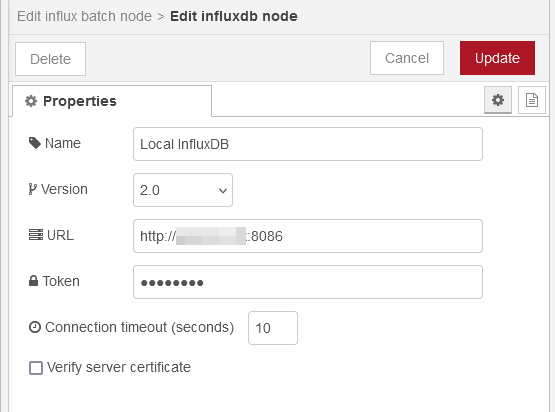 Edit influx batch node > Edit influxdb node
Delete
Cancel
Update
Properties
Name
Local InfluxDB
Version
2.0
URL
http:// :8086
Token
●●●●●●●●
Connection timeout (seconds)
10
Verify server certificate